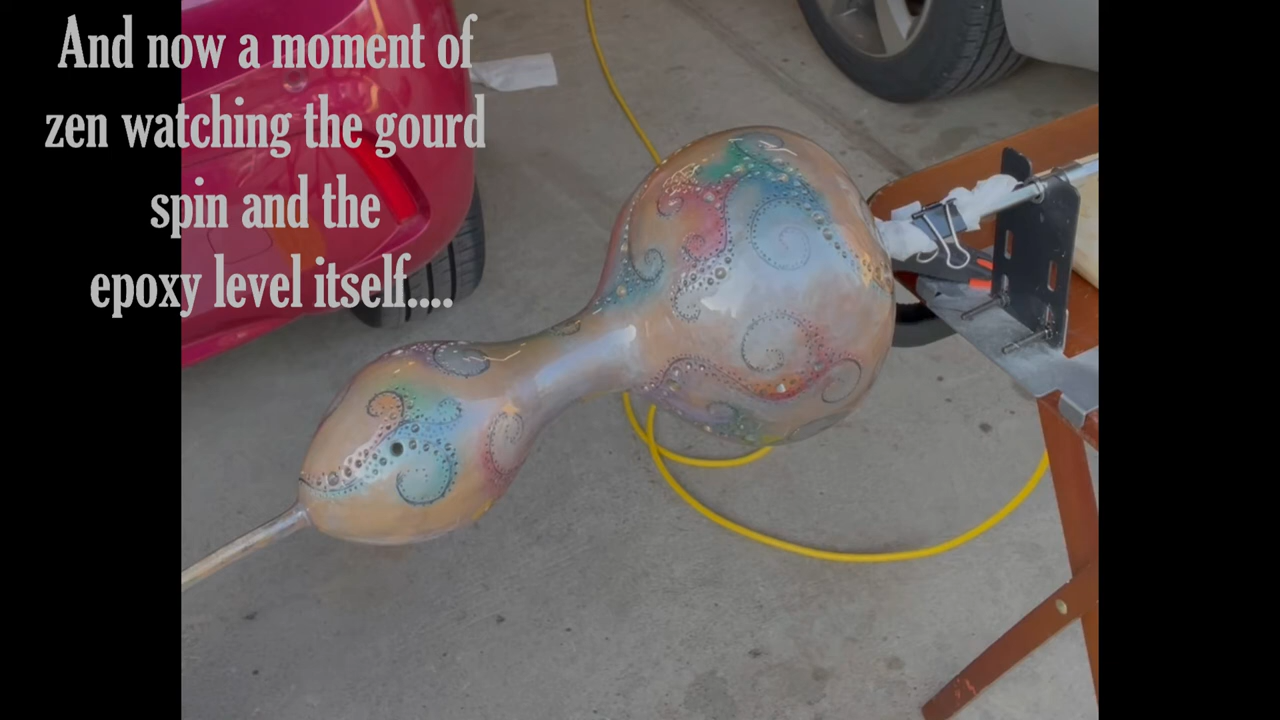 And now a moment of
zen watching the gourd
spin and the
epoxy level itself....